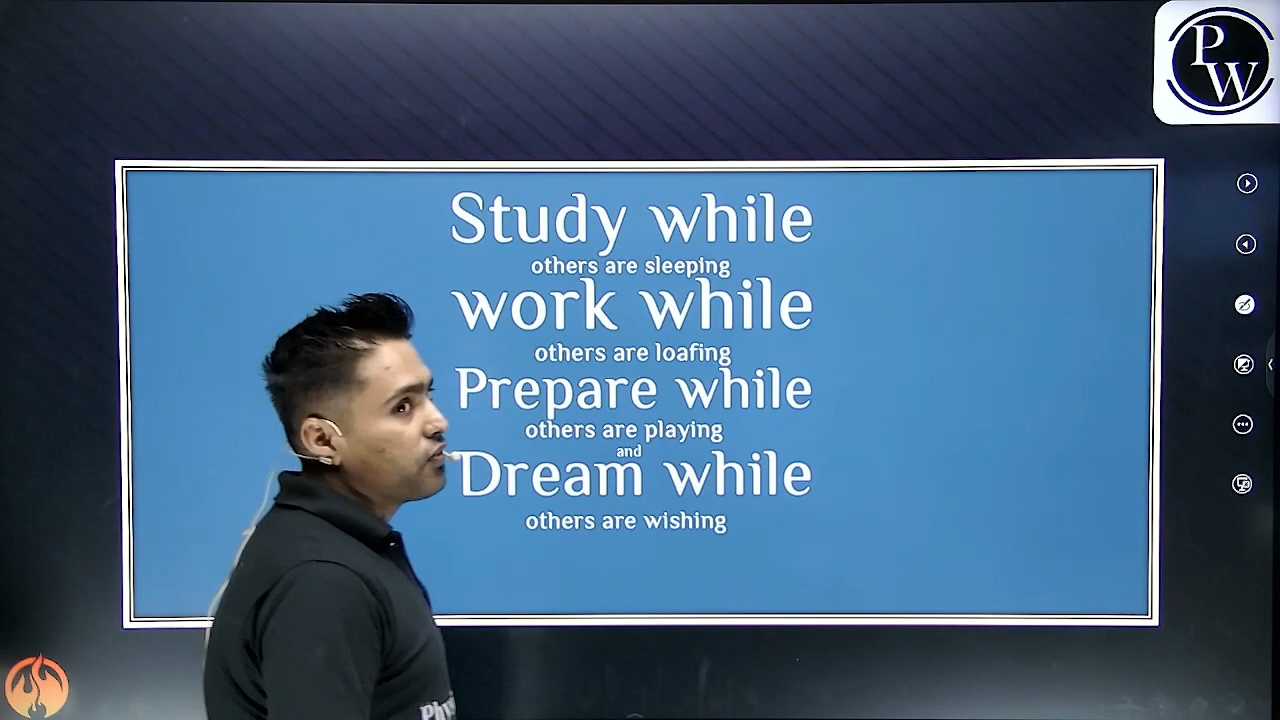 PW
Study while
others are sleeping
work while
others are loafing
Prepare while
others are playing
and
Dream while
others are wishing